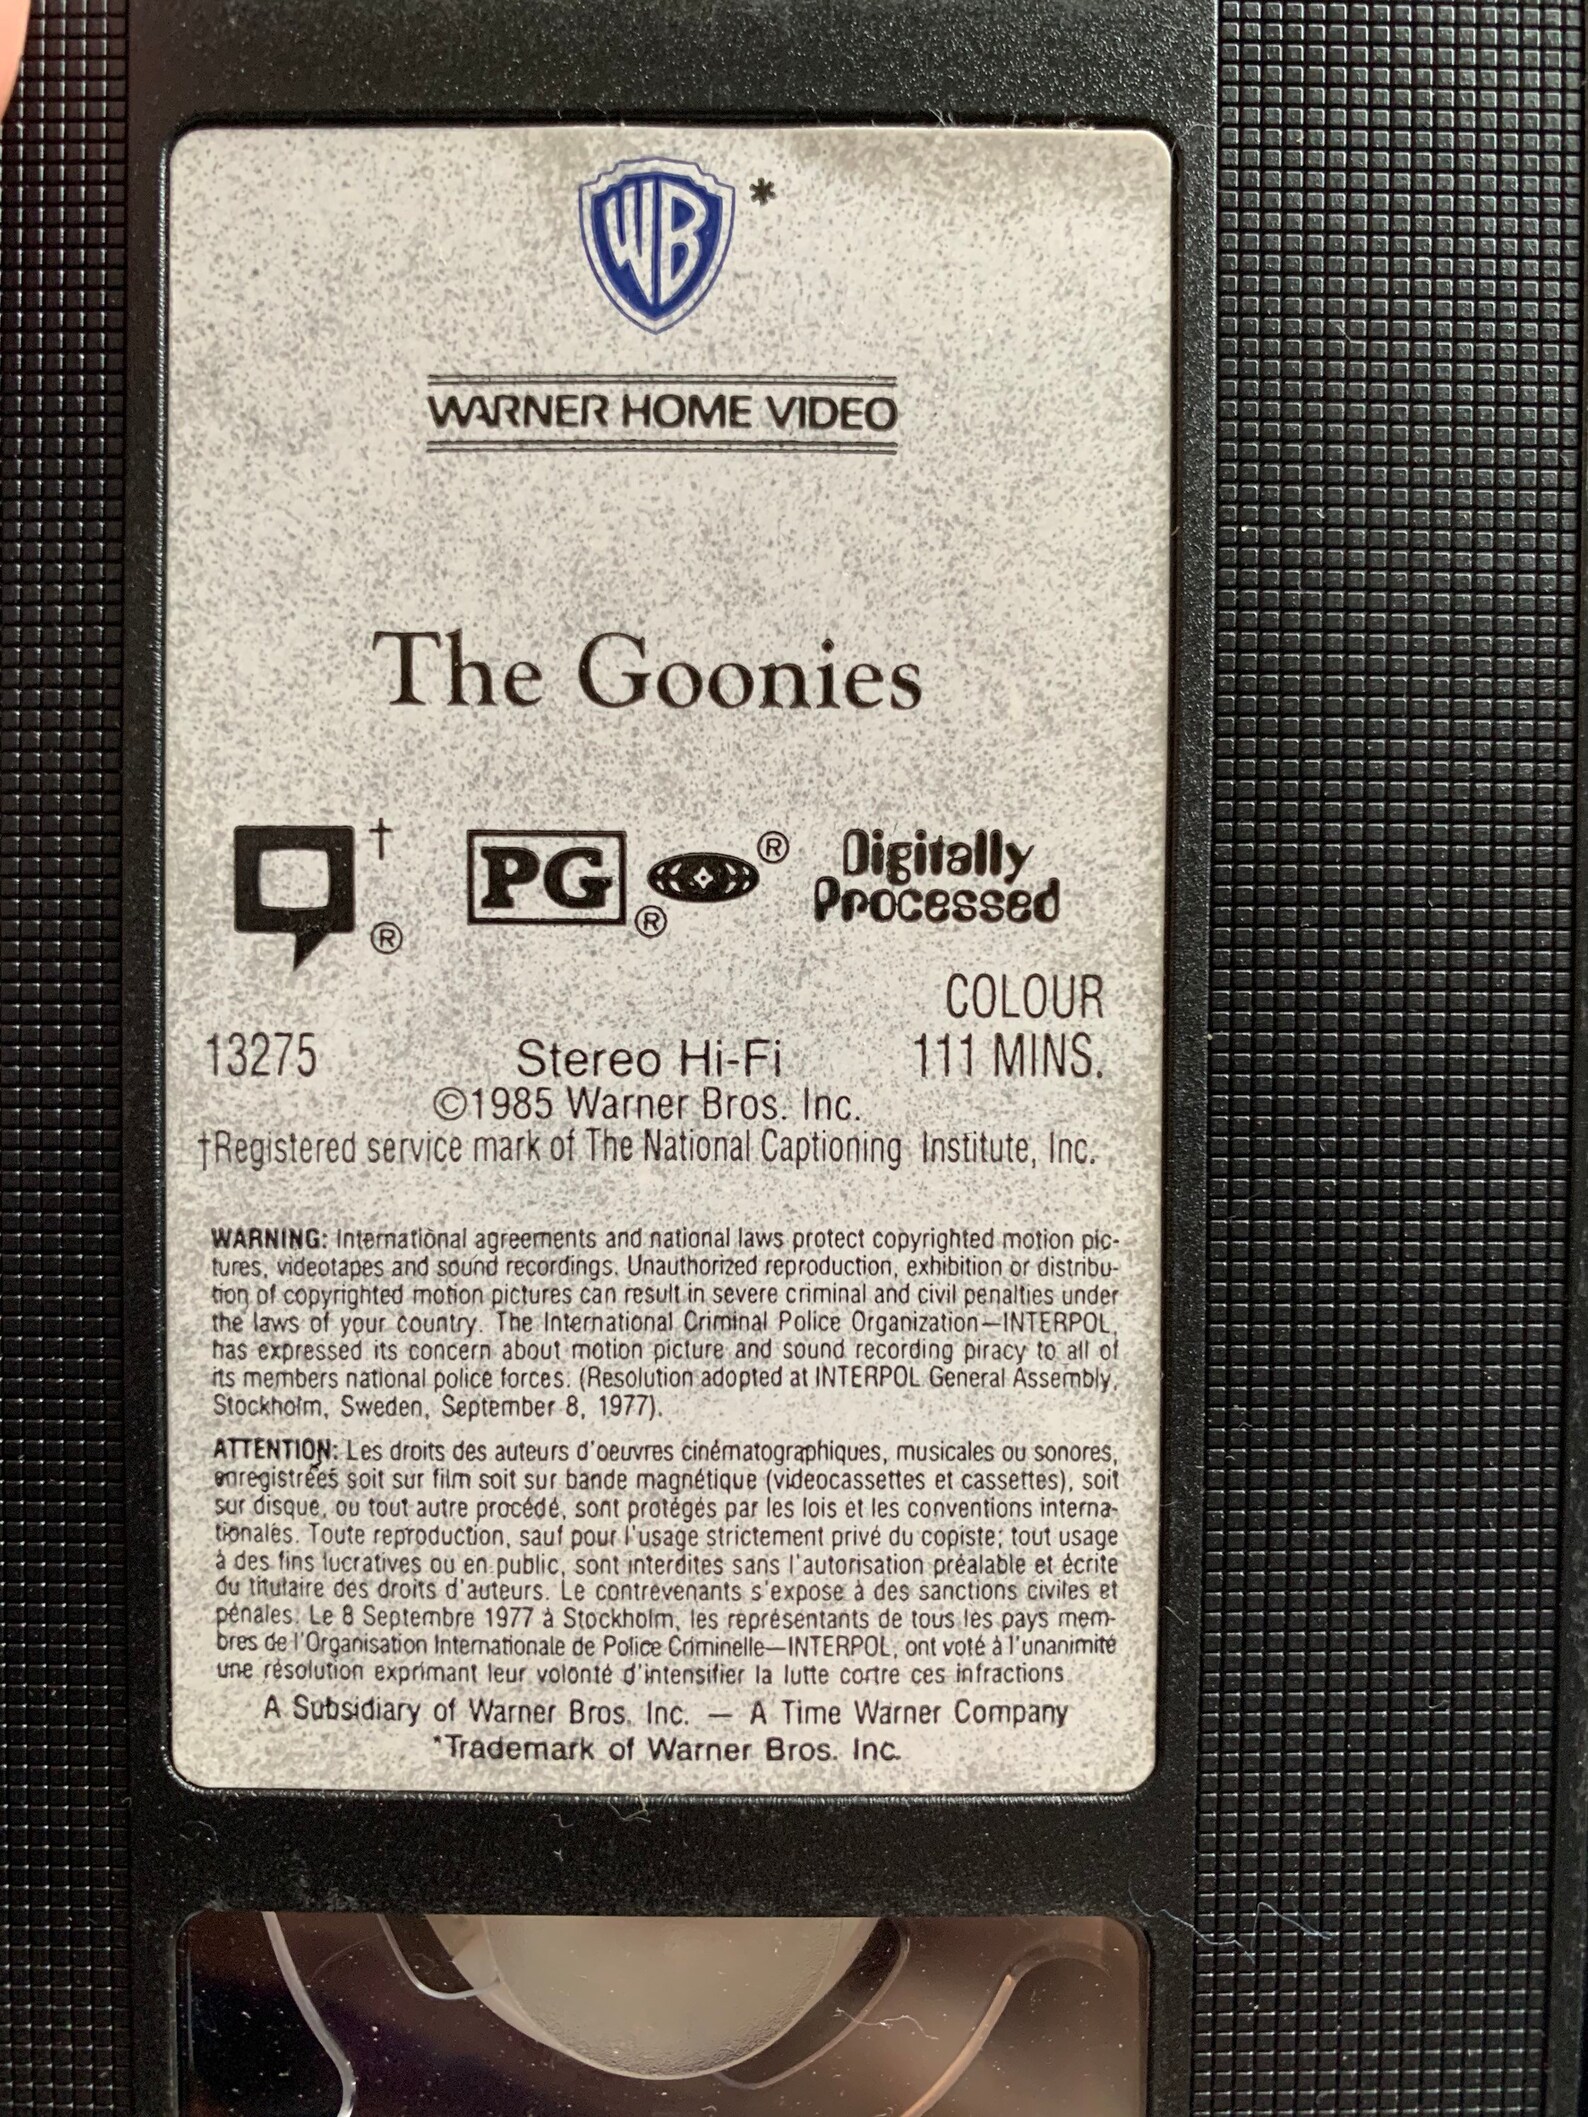 WB *
WARNER HOME VIDEO
The Goonies
† ® PG ® ® Digitally
Processed
COLOUR
13275 Stereo Hi-Fi 111 MINS.
©1985 Warner Bros. Inc.
†Registered service mark of The National Captioning Institute, Inc.
WARNING: International agreements and national laws protect copyrighted motion pic-
tures, videotapes and sound recordings. Unauthorized reproduction, exhibition or distribu-
tion of copyrighted motion pictures can result in severe criminal and civil penalties under
the laws of your country. The International Criminal Police Organization—INTERPOL,
has expressed its concern about motion picture and sound recording piracy to all of
its members national police forces. (Resolution adopted at INTERPOL General Assembly,
Stockholm, Sweden, September 8, 1977).
ATTENTION: Les droits des auteurs d'oeuvres cinématographiques, musicales ou sonores,
enregistrées soit sur film soit sur bande magnétique (videocassettes et cassettes), soit
sur disque, ou tout autre procédé, sont protégés par les lois et les conventions interna-
tionales. Toute reproduction, sauf pour l'usage strictement privé du copiste; tout usage
à des fins lucratives ou en public, sont interdites sans l'autorisation préalable et écrite
du titulaire des droits d'auteurs. Le contrevenants s'expose à des sanctions civiles et
pénales. Le 8 Septembre 1977 à Stockholm, les représentants de tous les pays mem-
bres de l'Organisation Internationale de Police Criminelle—INTERPOL, ont voté à l'unanimité
une résolution exprimant leur volonté d'intensifier la lutte contre ces infractions
A Subsidiary of Warner Bros. Inc. — A Time Warner Company
*Trademark of Warner Bros. Inc.